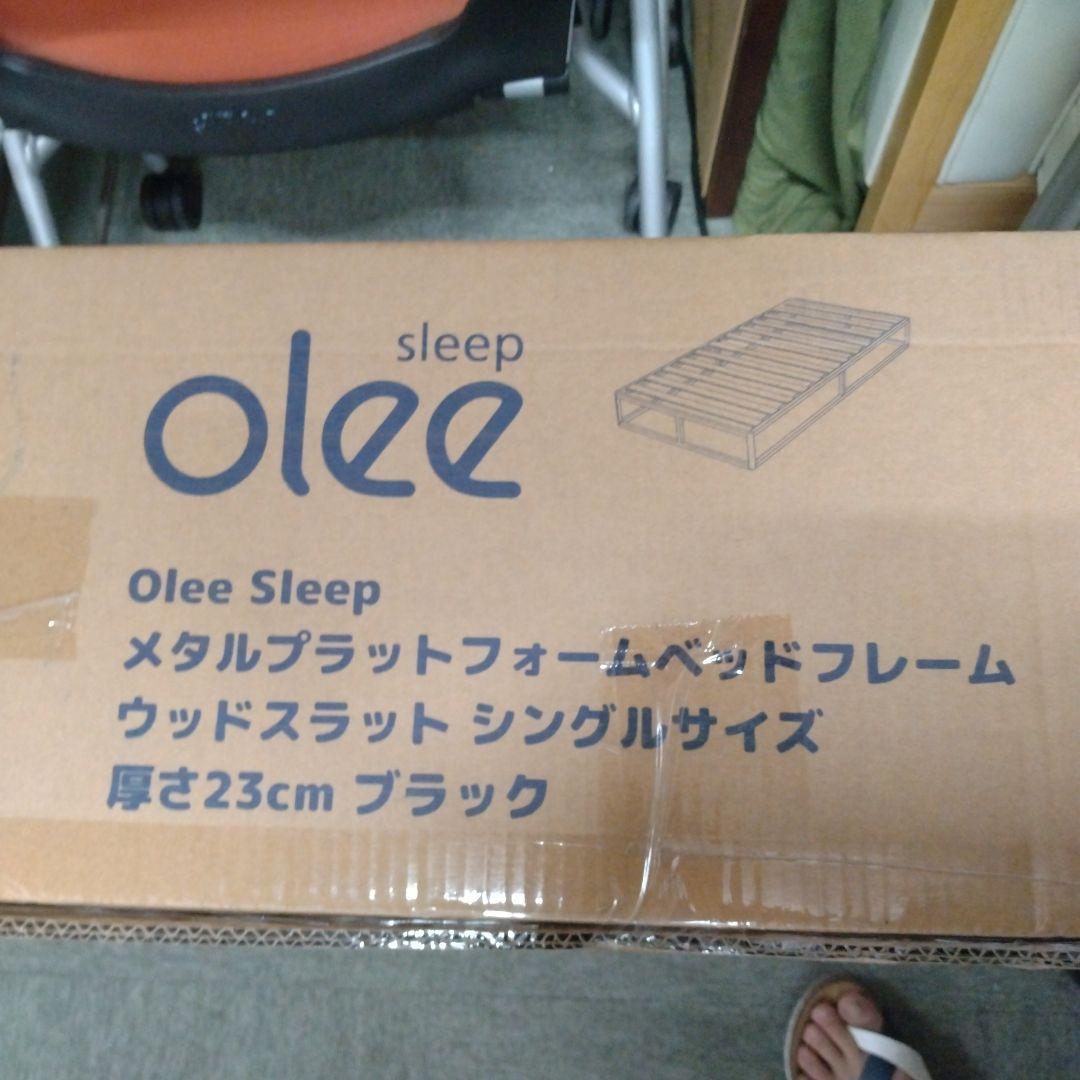 sleep
olee
Olee Sleep
メタルプラットフォームベッドフレーム
ウッドスラット シングルサイズ
厚さ23cm ブラック